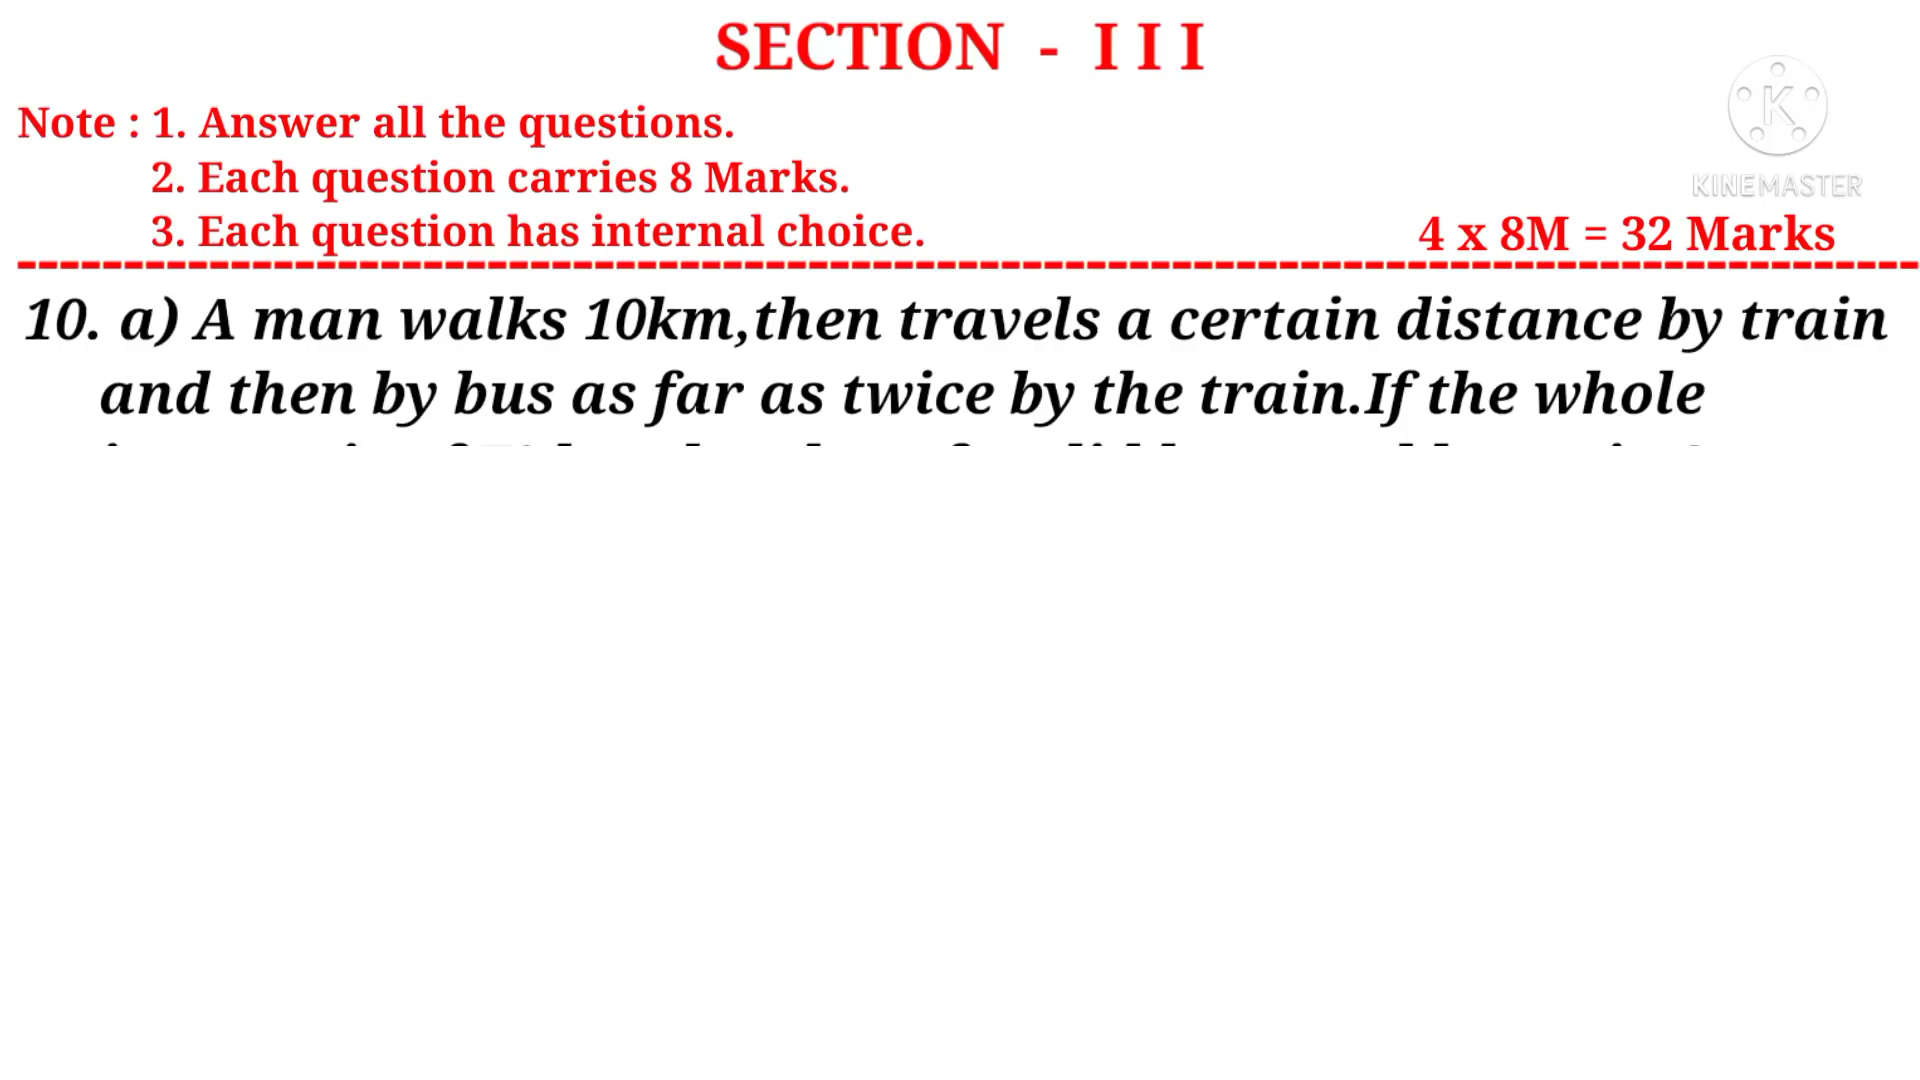 SECTION - I I I
Note : 1. Answer all the questions.
2. Each question carries 8 Marks.
3. Each question has internal choice.
4 x 8M = 32 Marks
KINEMASTER
10. a) A man walks 10km,then travels a certain distance by train
and then by bus as far as twice by the train.If the whole